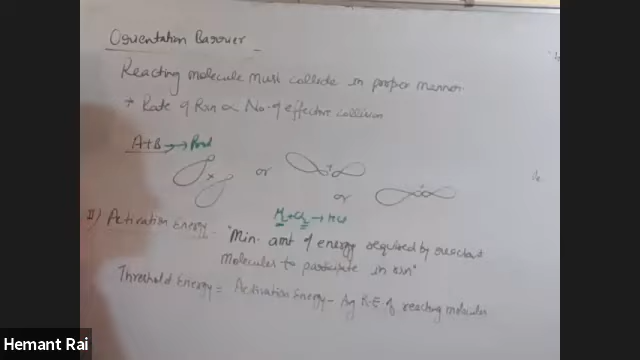 Orientation Barrier
Reacting molecule must collide in proper manner
* Rate of Rxn ∝ No. of effective collision
A+B → Prod
or
or
H₂+Cl₂ → HCl
II) Activation Energy - "Min. amt of energy required by reactant
molecules to participate in rxn"
Threshold Energy = Activation Energy - Avg K.E. of reacting molecules
Hemant Rai